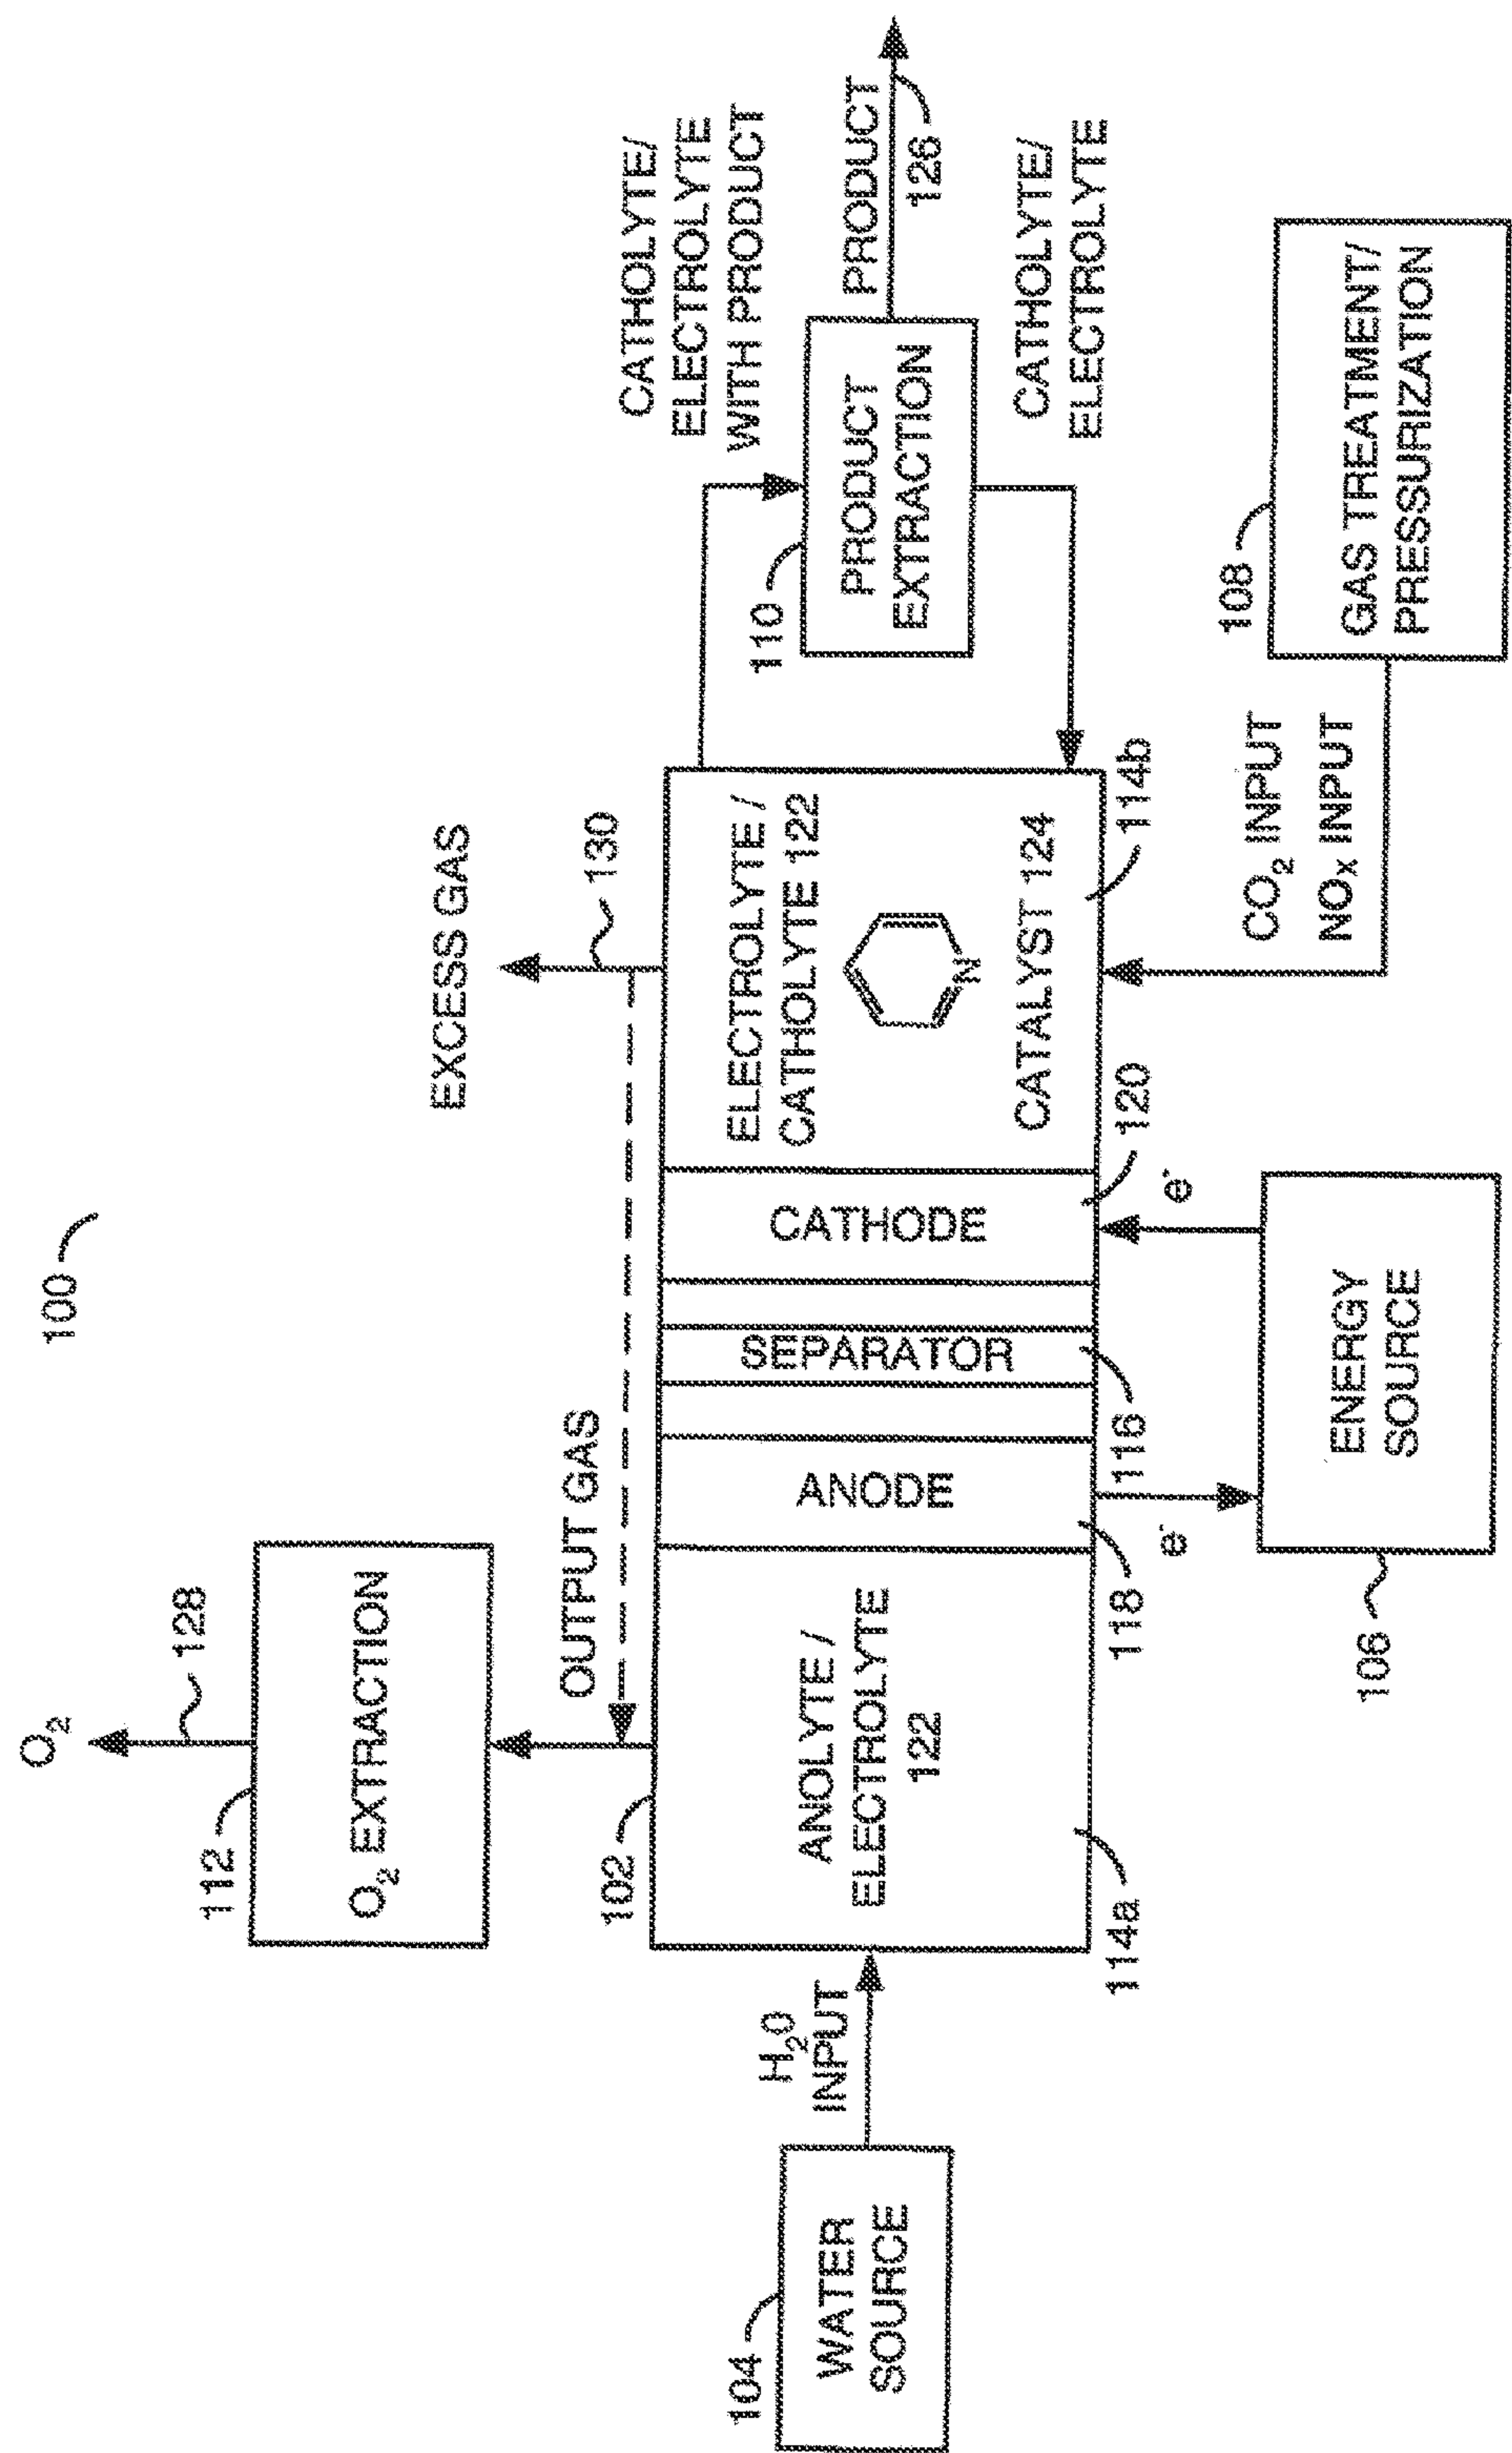 100
O2
128
112
O2 EXTRACTION
EXCESS GAS
130
OUTPUT GAS
102
104
WATER
SOURCE
H2O
INPUT
ANOLYTE /
ELECTROLYTE
122
ANODE
SEPARATOR
CATHODE
ELECTROLYTE /
CATHOLYTE 122
N
CATALYST 124
114a
118
116
120
114b
e-
e-
106
ENERGY
SOURCE
CATHOLYTE/
ELECTROLYTE
WITH PRODUCT
110
PRODUCT
EXTRACTION
PRODUCT
126
CATHOLYTE/
ELECTROLYTE
CO2 INPUT
NOX INPUT
108
GAS TREATMENT/
PRESSURIZATION